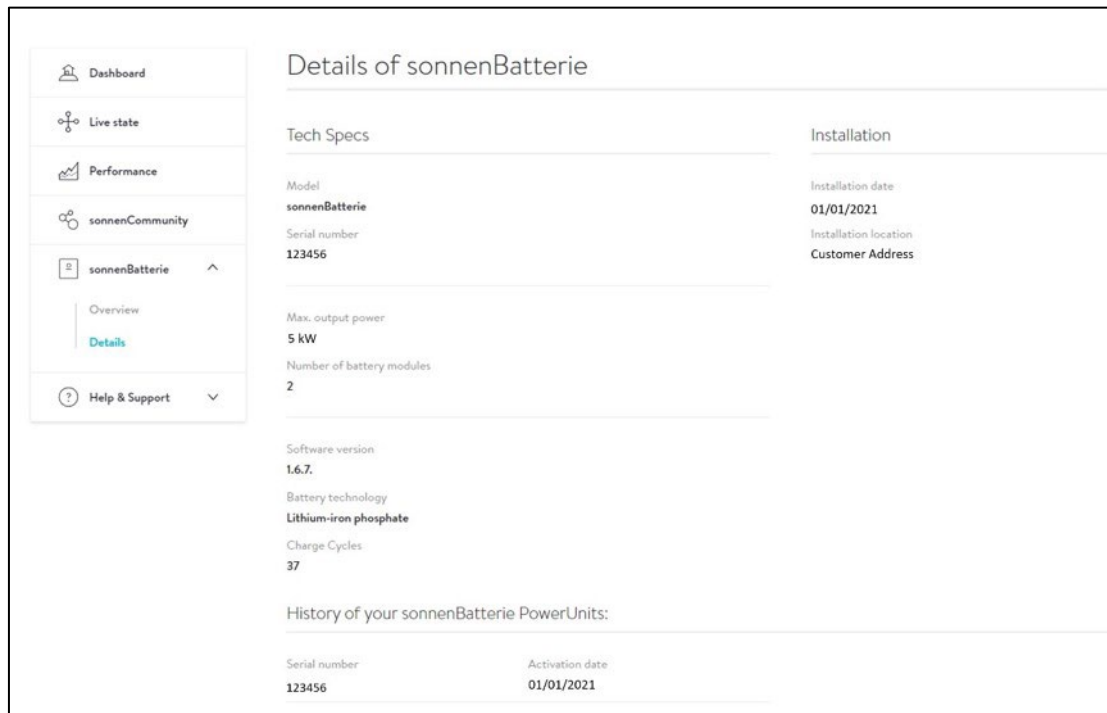 Dashboard
Live state
Performance
sonnenCommunity
sonnenBatterie
Overview
Details
Help & Support
Details of sonnenBatterie
Tech Specs
Model
sonnenBatterie
Serial number
123456
Max. output power
5 kW
Number of battery modules
2
Software version
1.6.7.
Battery technology
Lithium-iron phosphate
Charge Cycles
37
Installation
Installation date
01/01/2021
Installation location
Customer Address
History of your sonnenBatterie PowerUnits:
Serial number
123456
Activation date
01/01/2021